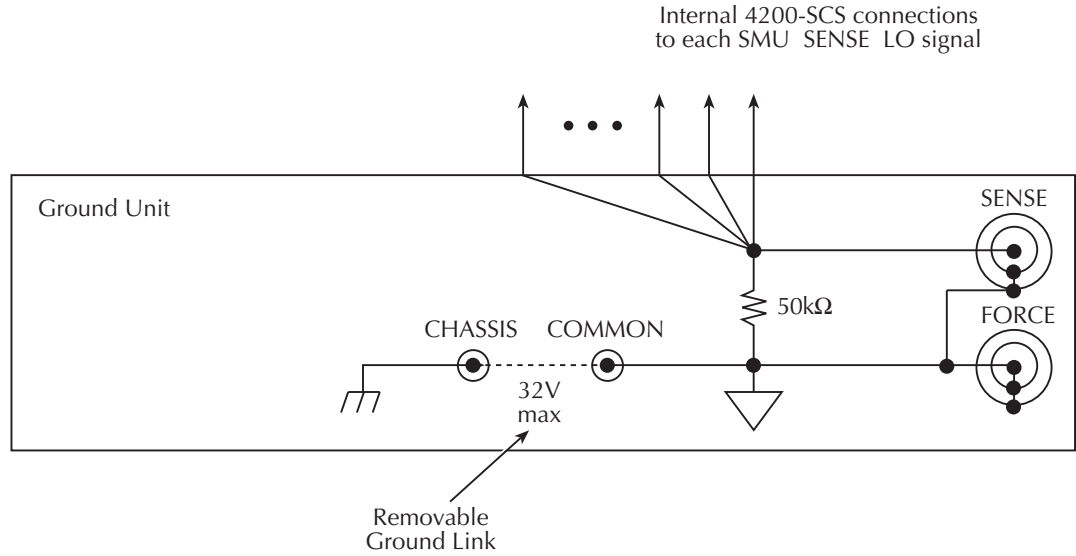 Internal 4200-SCS connections
to each SMU SENSE LO signal
Ground Unit
SENSE
50kΩ
FORCE
CHASSIS
COMMON
32V
max
Removable
Ground Link